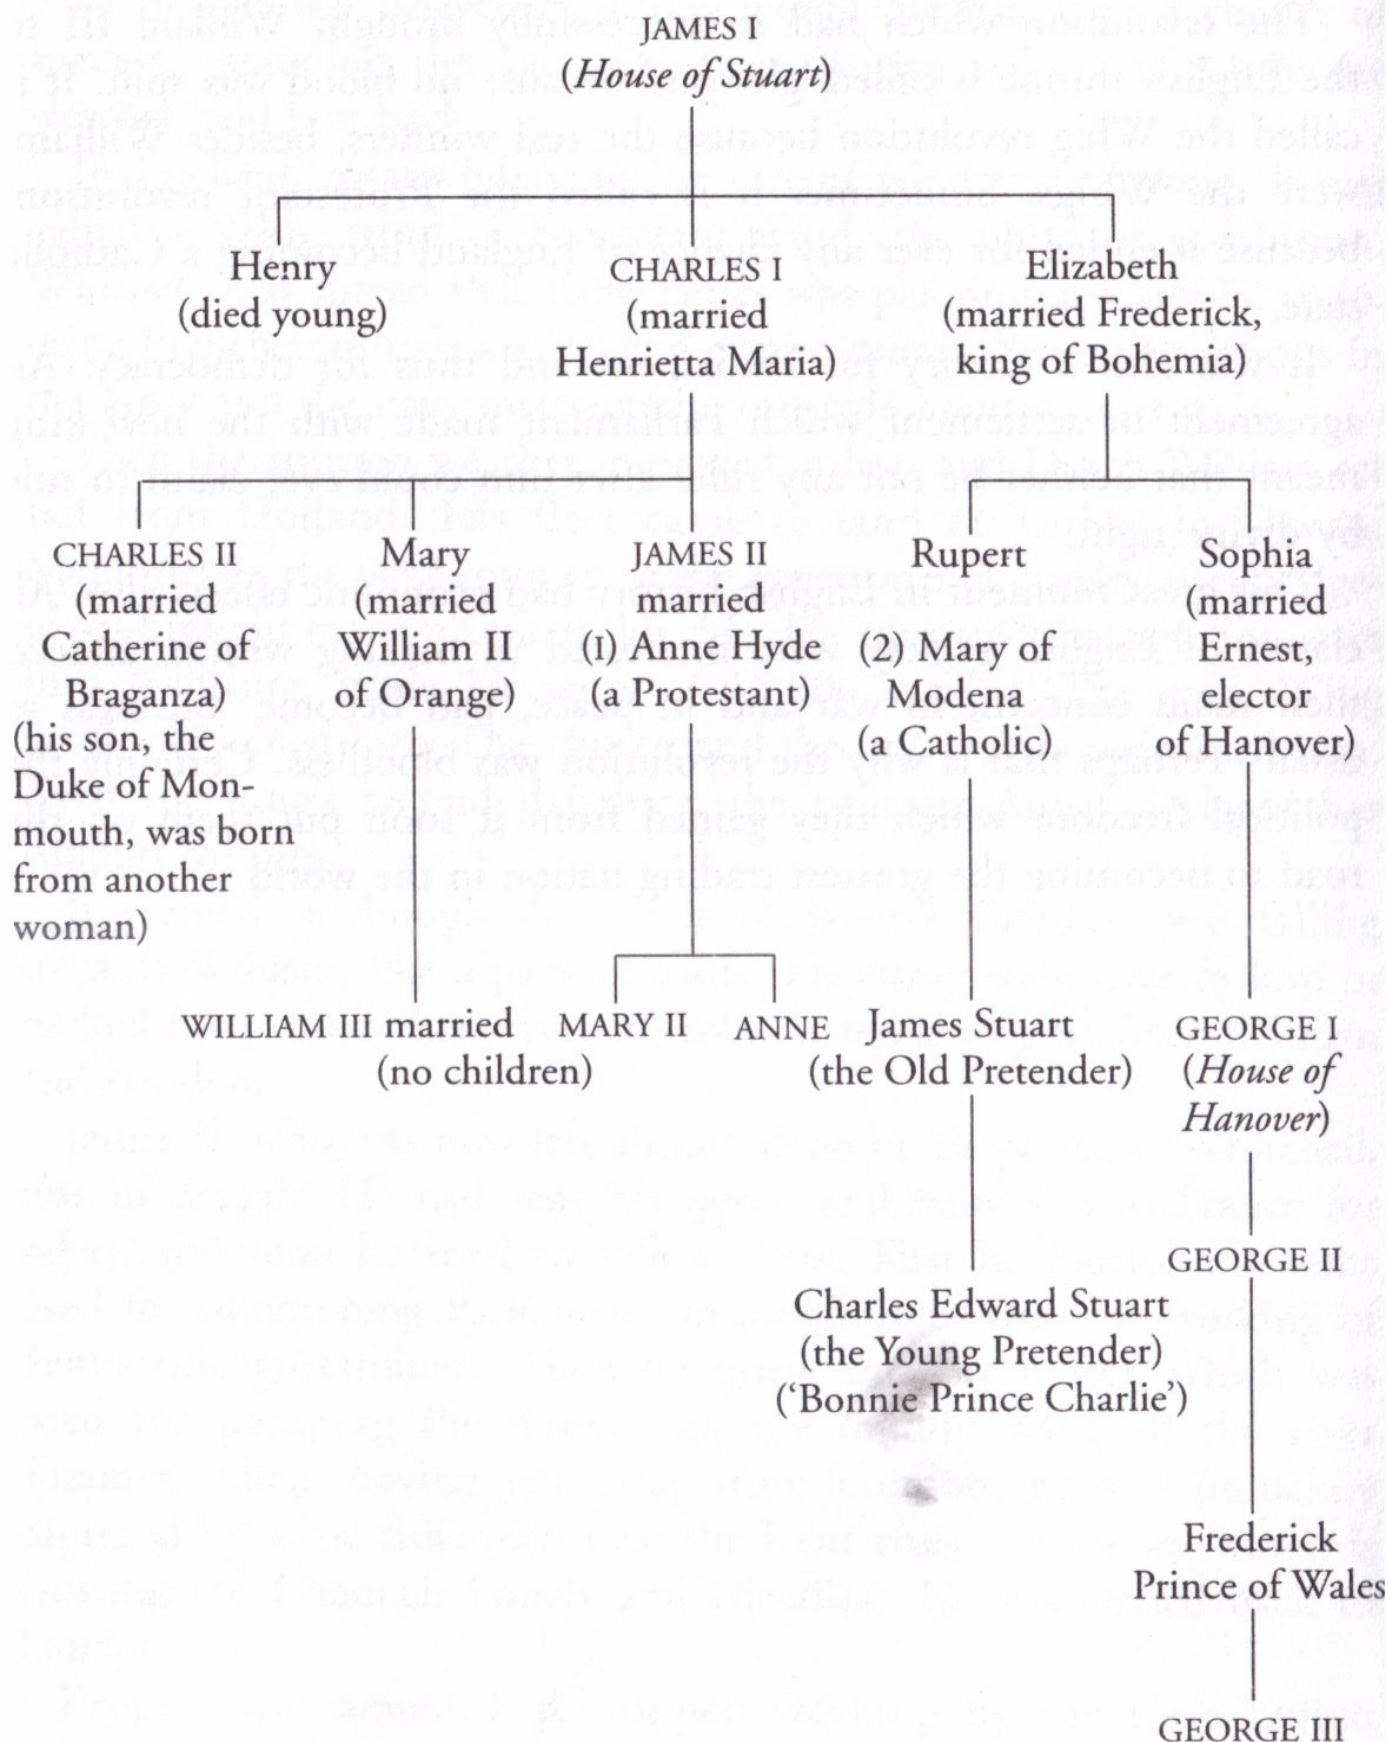 JAMES I
(House of Stuart)
Henry
(died young)
CHARLES I
(married
Henrietta Maria)
Elizabeth
(married Frederick,
king of Bohemia)
CHARLES II
(married
Catherine of
Braganza)
(his son, the
Duke of Mon-
mouth, was born
from another
woman)
Mary
(married
William II
of Orange)
JAMES II
married
(1) Anne Hyde
(a Protestant)
Rupert
(2) Mary of
Modena
(a Catholic)
Sophia
(married
Ernest,
elector
of Hanover)
WILLIAM III married
(no children)
MARY II
ANNE
James Stuart
(the Old Pretender)
GEORGE I
(House of
Hanover)
GEORGE II
Charles Edward Stuart
(the Young Pretender)
(‘Bonnie Prince Charlie’)
Frederick
Prince of Wales
GEORGE III